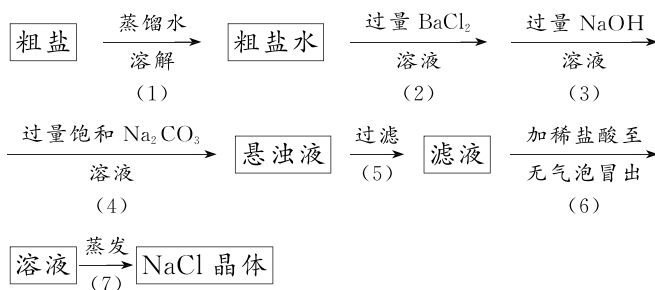 粗盐 蒸馏水 溶解 (1) 粗盐水 过量 BaCl₂ 溶液 (2) 过量 NaOH 溶液 (3)
过量饱和 Na₂CO₃ 溶液 (4) 悬浊液 过滤 (5) 滤液 加稀盐酸至 无气泡冒出 (6)
溶液 蒸发 (7) NaCl 晶体